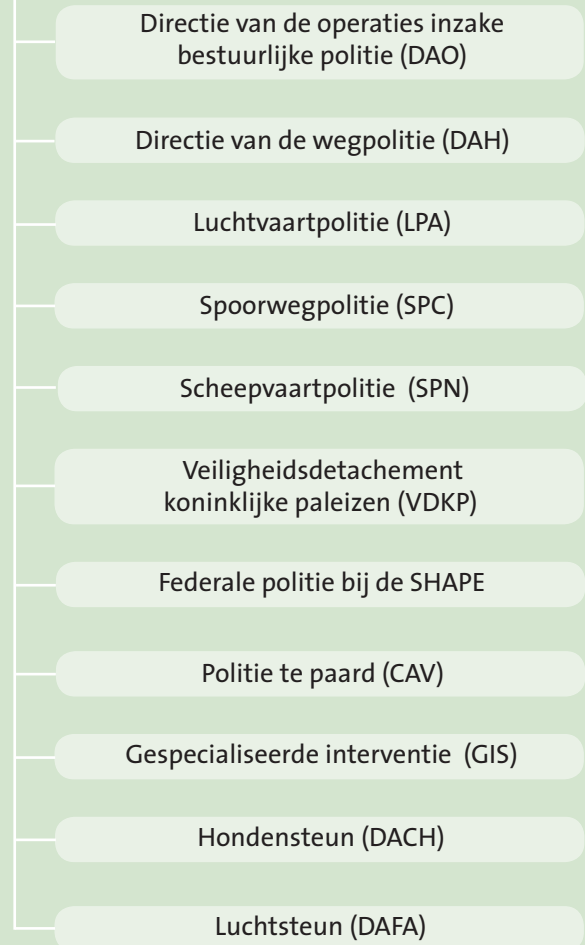 Directie van de operaties inzake
bestuurlijke politie (DAO)
Directie van de wegpolitie (DAH)
Luchtvaartpolitie (LPA)
Spoorwegpolitie (SPC)
Scheepvaartpolitie (SPN)
Veiligheidsdetachement
koninklijke paleizen (VDKP)
Federale politie bij de SHAPE
Politie te paard (CAV)
Gespecialiseerde interventie (GIS)
Hondensteun (DACH)
Luchtsteun (DAFA)